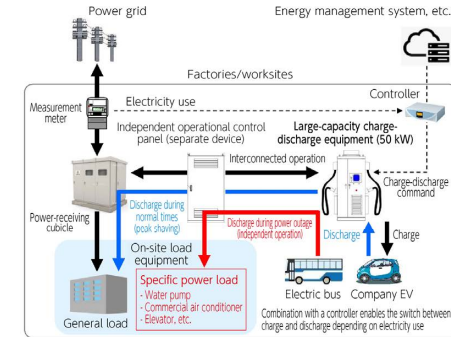 Power grid
Energy management system, etc.
Factories/worksites
Controller
Measurement
meter
Electricity use
Independent operational control
panel (separate device)
Large-capacity charge-
discharge equipment (50 kW)
Interconnected operation
Charge-discharge
command
Power-receiving
cubicle
Discharge during
normal times
(peak shaving)
Discharge during power outage
(Independent operation)
Discharge
Charge
On-site load
equipment
Specific power load
- Water pump
- Commercial air conditioner
- Elevator, etc.
General load
Electric bus
Company EV
Combination with a controller enables the switch between
charge and discharge depending on electricity use